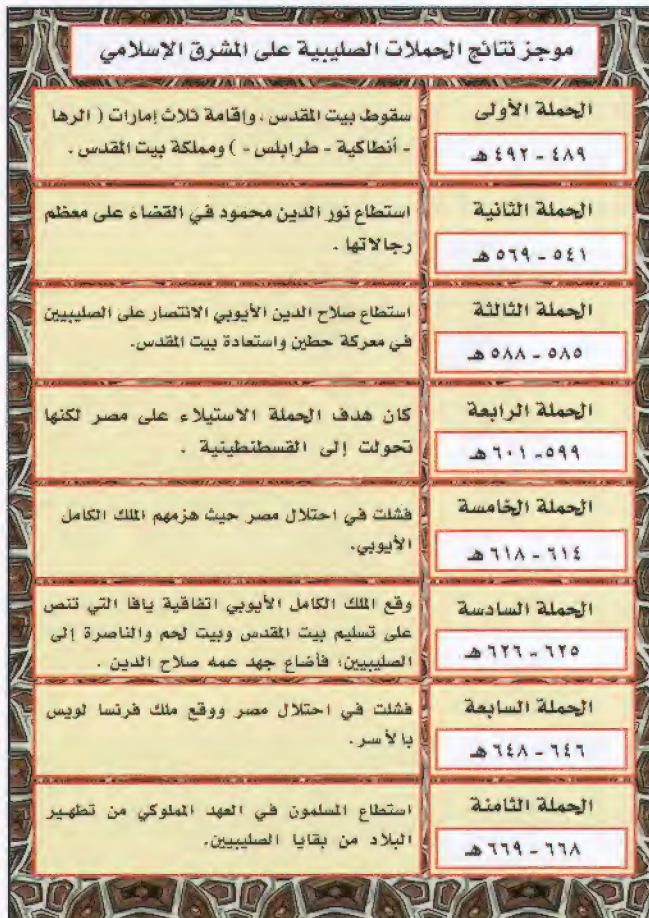 موجز نتائج الحملات الصليبية على المشرق الإسلامي
الحملة الأولى
٤٨٩ - ٤٩٢ هـ
سقوط بيت المقدس ، وإقامة ثلاث إمارات ( الرها
- أنطاكية - طرابلس - ) ومملكة بيت المقدس .
الحملة الثانية
٥٤١ - ٥٦٩ هـ
استطاع نور الدين محمود في القضاء على معظم
رجالاتها .
الحملة الثالثة
٥٨٥ - ٥٨٨ هـ
استطاع صلاح الدين الأيوبي الانتصار على الصليبيين
في معركة حطين واستعادة بيت المقدس.
الحملة الرابعة
٥٩٩ - ٦٠١ هـ
كان هدف الحملة الاستيلاء على مصر لكنها
تحولت إلى القسطنطينية .
الحملة الخامسة
٦١٤ - ٦١٨ هـ
فشلت في احتلال مصر حيث هزمهم الملك الكامل
الأيوبي.
الحملة السادسة
٦٢٥ - ٦٢٦ هـ
وقع الملك الكامل الأيوبي اتفاقية يافا التي تنص
على تسليم بيت المقدس وبيت لحم والناصرة إلى
الصليبيين؛ فأضاع جهد عمه صلاح الدين .
الحملة السابعة
٦٤٦ - ٦٤٨ هـ
فشلت في احتلال مصر ووقع ملك فرنسا لويس
بالأسر.
الحملة الثامنة
٦٦٨ - ٦٦٩ هـ
استطاع المسلمون في العهد المملوكي من تطهير
البلاد من بقايا الصليبيين.